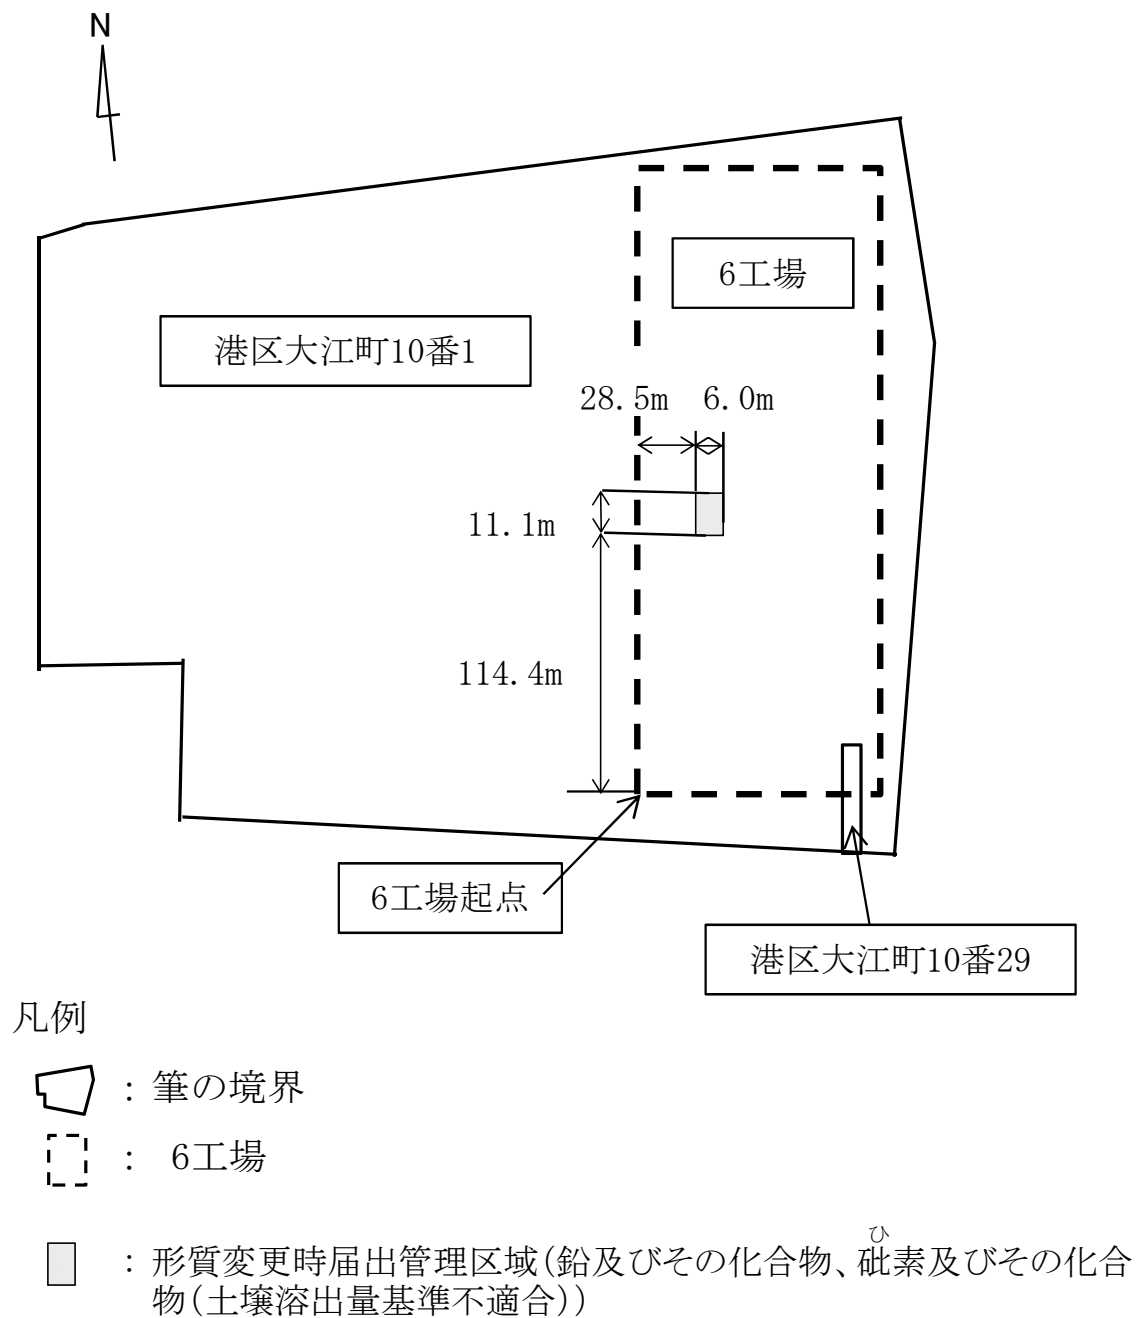 N
6工場
港区大江町10番1
28.5m 6.0m
11.1m
114.4m
6工場起点
港区大江町10番29
凡例
: 筆の境界
: 6工場
ひ
: 形質変更時届出管理区域(鉛及びその化合物、砒素及びその化合
物(土壌溶出量基準不適合))